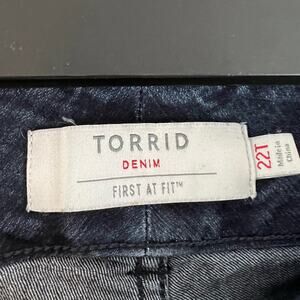 TORRID
DENIM
FIRST AT FIT™
22T
Made in
China